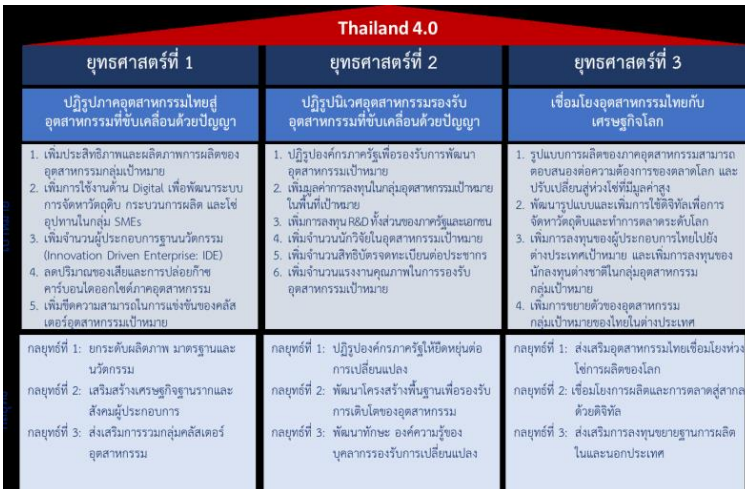 Thailand 4.0
ยุทธศาสตร์ที่ 1
ปฏิรูปภาคอุตสาหกรรมไทยสู่
อุตสาหกรรมที่ขับเคลื่อนด้วยปัญญา
1. เพิ่มประสิทธิภาพและผลิตภาพการผลิตของ
อุตสาหกรรมกลุ่มเป้าหมาย
2. เพิ่มการใช้งานด้าน Digital เพื่อพัฒนาระบบ
การจัดหาวัตถุดิบ กระบวนการผลิต และโซ่
อุปทานในกลุ่ม SMEs
3. เพิ่มจำนวนผู้ประกอบการฐานนวัตกรรม
(Innovation Driven Enterprise: IDE)
4. ลดปริมาณของเสียและการปล่อยก๊าซ
คาร์บอนไดออกไซด์ภาคอุตสาหกรรม
5. เพิ่มขีดความสามารถในการแข่งขันของคลัส
เตอร์อุตสาหกรรมเป้าหมาย
กลยุทธ์ที่ 1: ยกระดับผลิตภาพ มาตรฐานและ
นวัตกรรม
กลยุทธ์ที่ 2: เสริมสร้างเศรษฐกิจฐานรากและ
สังคมผู้ประกอบการ
กลยุทธ์ที่ 3: ส่งเสริมการรวมกลุ่มคลัสเตอร์
อุตสาหกรรม
ยุทธศาสตร์ที่ 2
ปฏิรูปนิเวศอุตสาหกรรมรองรับ
อุตสาหกรรมที่ขับเคลื่อนด้วยปัญญา
1. ปฏิรูปองค์กรภาครัฐเพื่อรองรับการพัฒนา
อุตสาหกรรมเป้าหมาย
2. เพิ่มมูลค่าการลงทุนในกลุ่มอุตสาหกรรมเป้าหมาย
ในพื้นที่เป้าหมาย
3. เพิ่มการลงทุน R&D ทั้งส่วนของภาครัฐและเอกชน
4. เพิ่มจำนวนนักวิจัยในอุตสาหกรรมเป้าหมาย
5. เพิ่มจำนวนสิทธิบัตรจดทะเบียนต่อประชากร
6. เพิ่มจำนวนแรงงานคุณภาพในการรองรับ
อุตสาหกรรมเป้าหมาย
กลยุทธ์ที่ 1: ปฏิรูปองค์กรภาครัฐให้ยืดหยุ่นต่อ
การเปลี่ยนแปลง
กลยุทธ์ที่ 2: พัฒนาโครงสร้างพื้นฐานเพื่อรองรับ
การเติบโตของอุตสาหกรรม
กลยุทธ์ที่ 3: พัฒนาทักษะ องค์ความรู้ของ
บุคลากรรองรับการเปลี่ยนแปลง
ยุทธศาสตร์ที่ 3
เชื่อมโยงอุตสาหกรรมไทยกับ
เศรษฐกิจโลก
1. รูปแบบการผลิตของภาคอุตสาหกรรมสามารถ
ตอบสนองต่อความต้องการของตลาดโลก และ
ปรับเปลี่ยนสู่ห่วงโซ่ที่มีมูลค่าสูง
2. พัฒนารูปแบบและเพิ่มการใช้ดิจิทัลเพื่อการ
จัดหาวัตถุดิบและทำการตลาดระดับโลก
3. เพิ่มการลงทุนของผู้ประกอบการไทยไปยัง
ต่างประเทศเป้าหมาย และเพิ่มการลงทุนของ
นักลงทุนต่างชาติในกลุ่มอุตสาหกรรม
กลุ่มเป้าหมาย
4. เพิ่มการขยายตัวของอุตสาหกรรม
กลุ่มเป้าหมายของไทยในต่างประเทศ
กลยุทธ์ที่ 1: ส่งเสริมอุตสาหกรรมไทยเชื่อมโยงห่วง
โซ่การผลิตของโลก
กลยุทธ์ที่ 2: เชื่อมโยงการผลิตและการตลาดสู่สากล
ด้วยดิจิทัล
กลยุทธ์ที่ 3: ส่งเสริมการลงทุนขยายฐานการผลิต
ในและนอกประเทศ